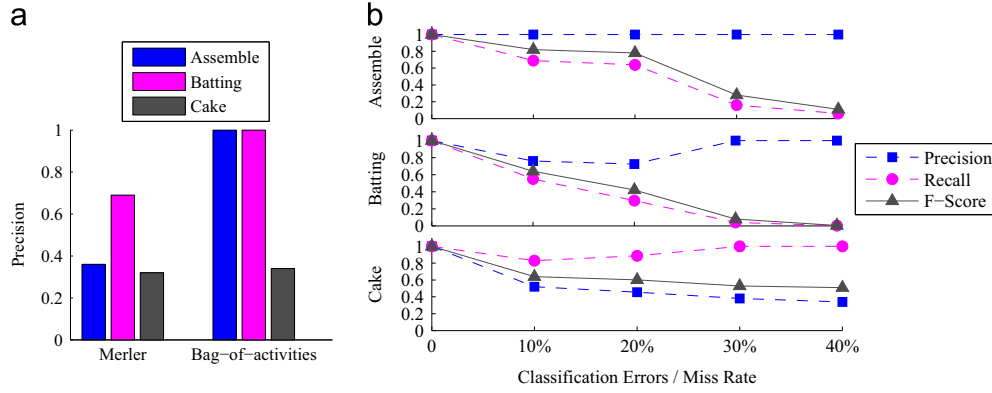 a
Assemble
Batting
Cake
1
0.8
0.6
0.4
0.2
0
Precision
Merler
Bag−of−activities
b
Assemble
1
0.8
0.6
0.4
0.2
0
Batting
1
0.8
0.6
0.4
0.2
0
Cake
1
0.8
0.6
0.4
0.2
0
0
10%
20%
30%
40%
Classification Errors / Miss Rate
Precision
Recall
F−Score